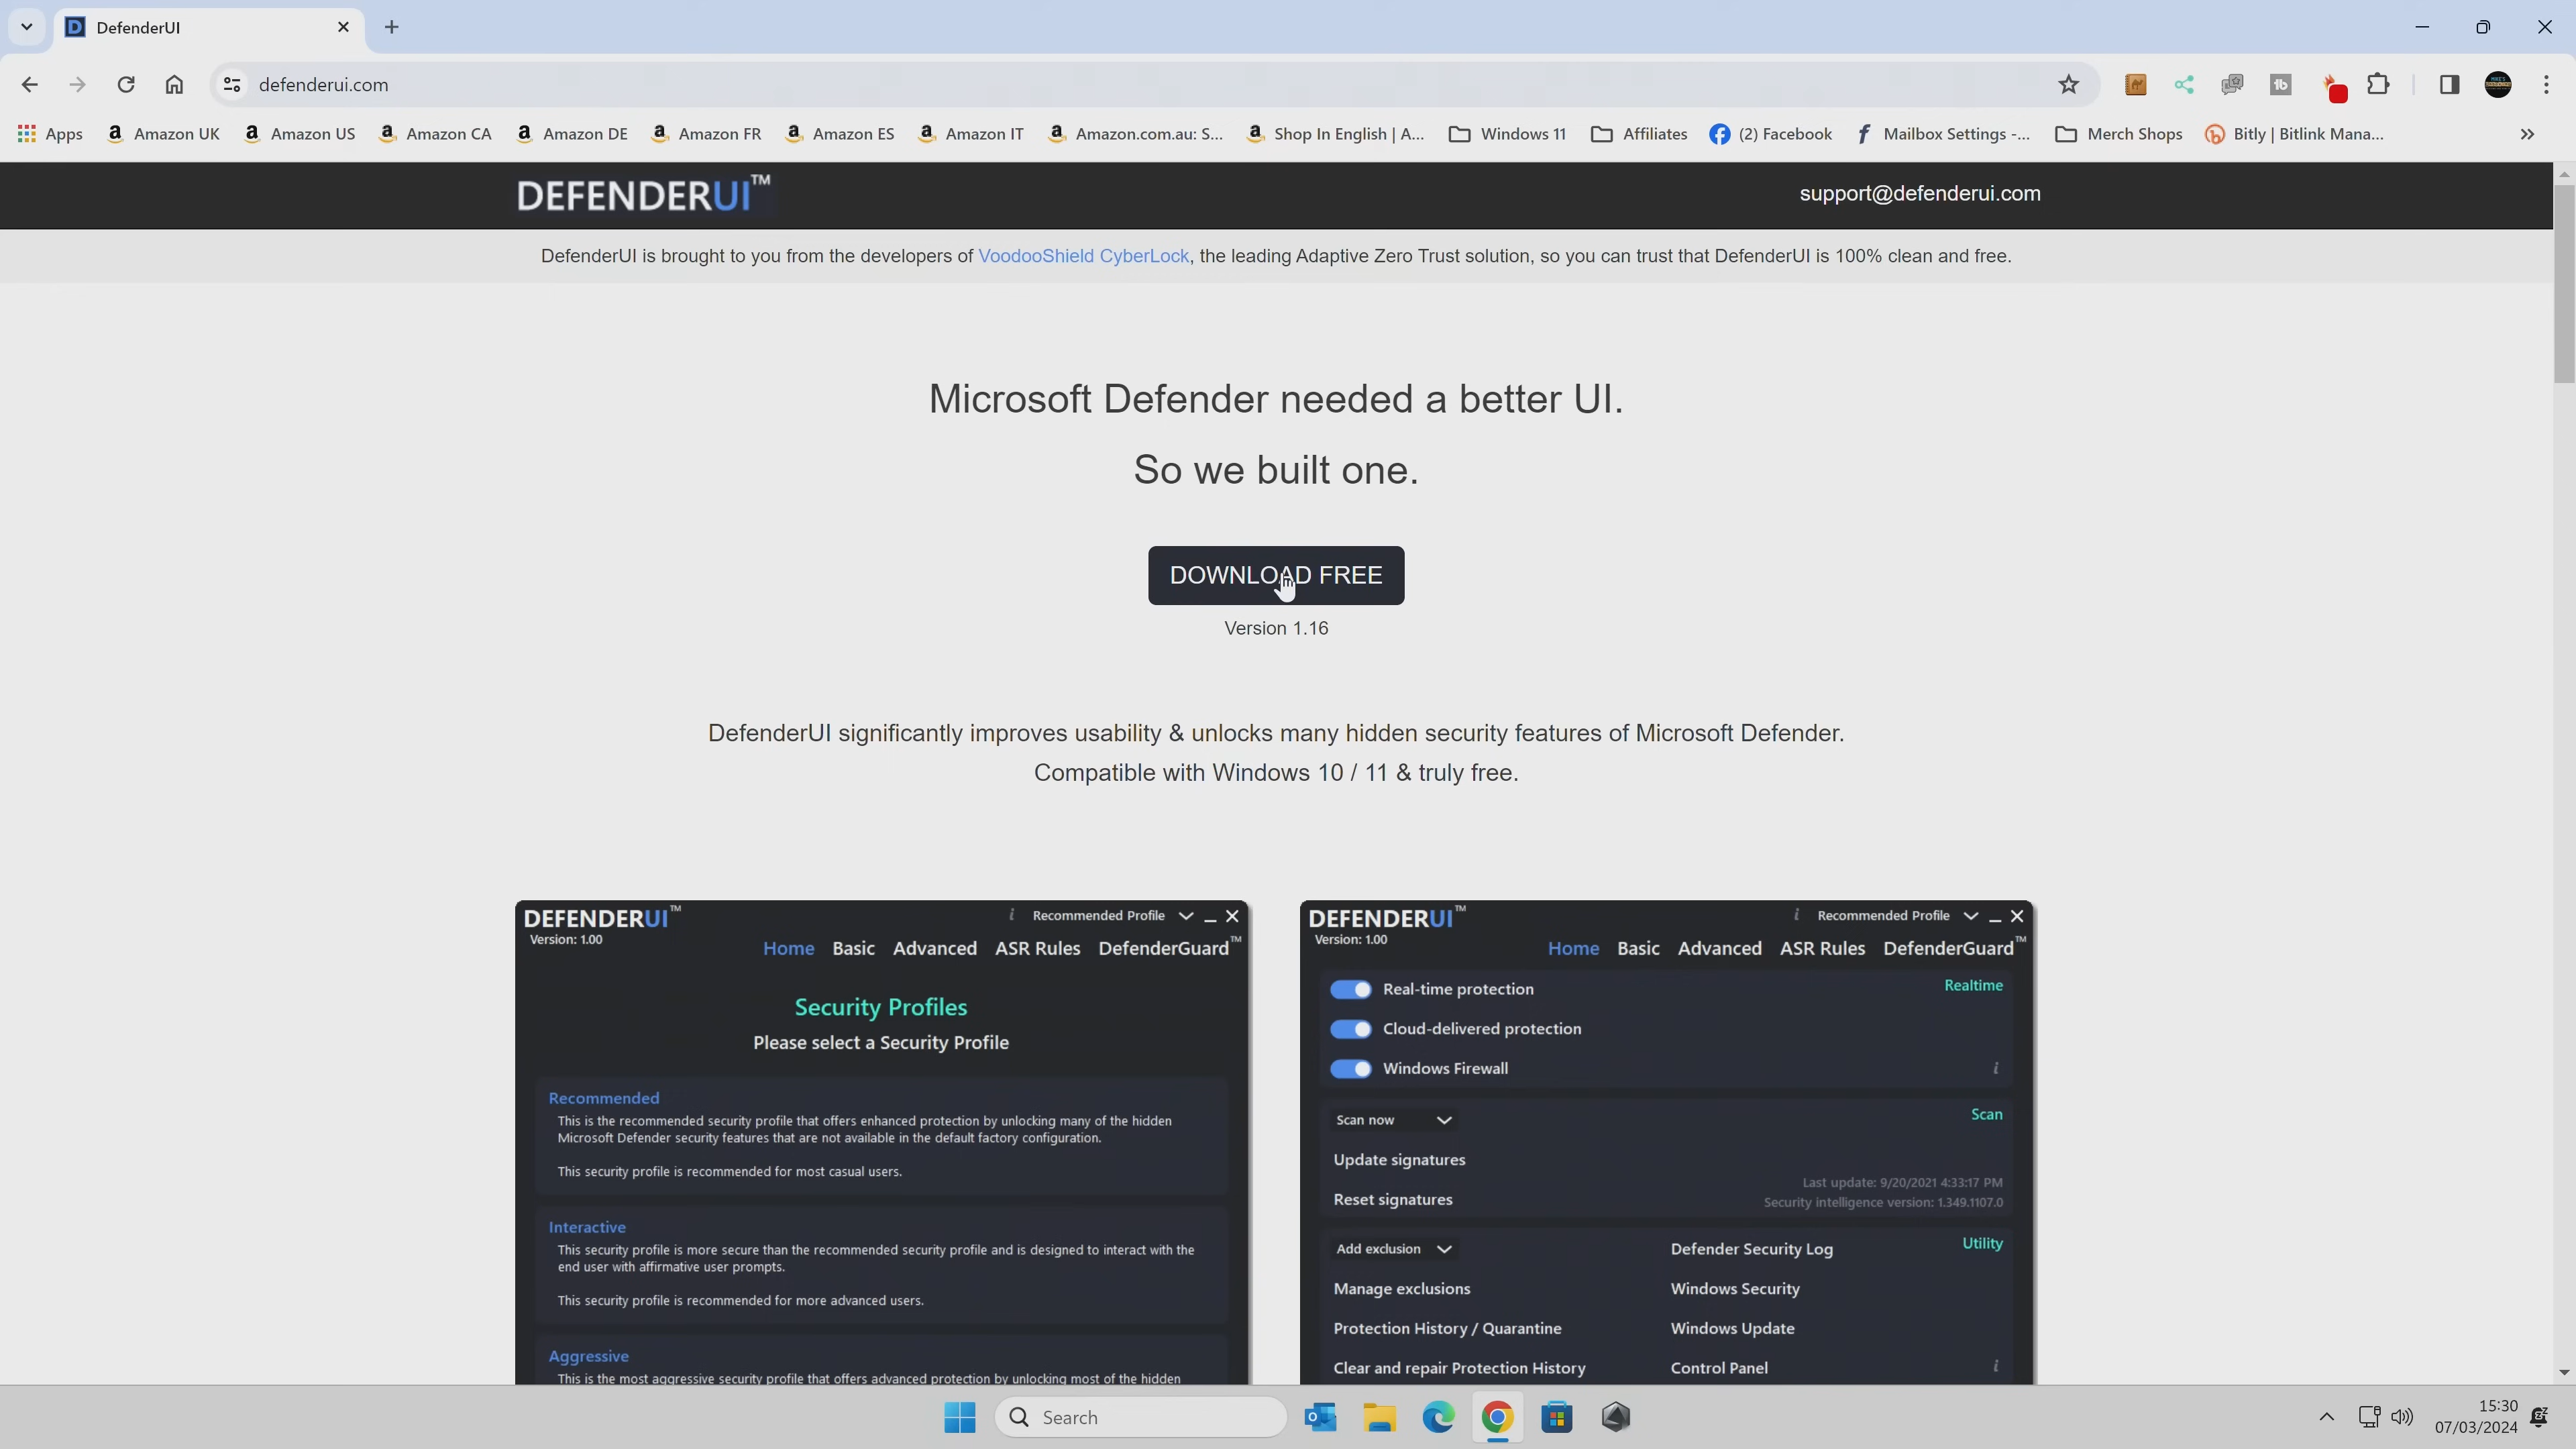 DefenderUI
defenderui.com
Apps Amazon UK Amazon US Amazon CA Amazon DE Amazon FR Amazon ES Amazon IT Amazon.com.au: S... Shop In English | A... Windows 11 Affiliates (2) Facebook Mailbox Settings -... Merch Shops Bitly | Bitlink Mana...
DEFENDERUI™ support@defenderui.com
DefenderUI is brought to you from the developers of VoodooShield CyberLock, the leading Adaptive Zero Trust solution, so you can trust that DefenderUI is 100% clean and free.
Microsoft Defender needed a better UI.
So we built one.
DOWNLOAD FREE
Version 1.16
DefenderUI significantly improves usability & unlocks many hidden security features of Microsoft Defender.
Compatible with Windows 10 / 11 & truly free.
DEFENDERUI™ i Recommended Profile
Version: 1.00
Home Basic Advanced ASR Rules DefenderGuard™
Security Profiles
Please select a Security Profile
Recommended
This is the recommended security profile that offers enhanced protection by unlocking many of the hidden
Microsoft Defender security features that are not available in the default factory configuration.
This security profile is recommended for most casual users.
Interactive
This security profile is more secure than the recommended security profile and is designed to interact with the
end user with affirmative user prompts.
This security profile is recommended for more advanced users.
Aggressive
This is the most aggressive security profile that offers advanced protection by unlocking most of the hidden
DEFENDERUI™ i Recommended Profile
Version: 1.00
Home Basic Advanced ASR Rules DefenderGuard™
Real-time protection Realtime
Cloud-delivered protection
Windows Firewall i
Scan now Scan
Update signatures
Last update: 9/20/2021 4:33:17 PM
Reset signatures Security intelligence version: 1.349.1107.0
Add exclusion Defender Security Log Utility
Manage exclusions Windows Security
Protection History / Quarantine Windows Update
Clear and repair Protection History Control Panel i
Search
15:30
07/03/2024